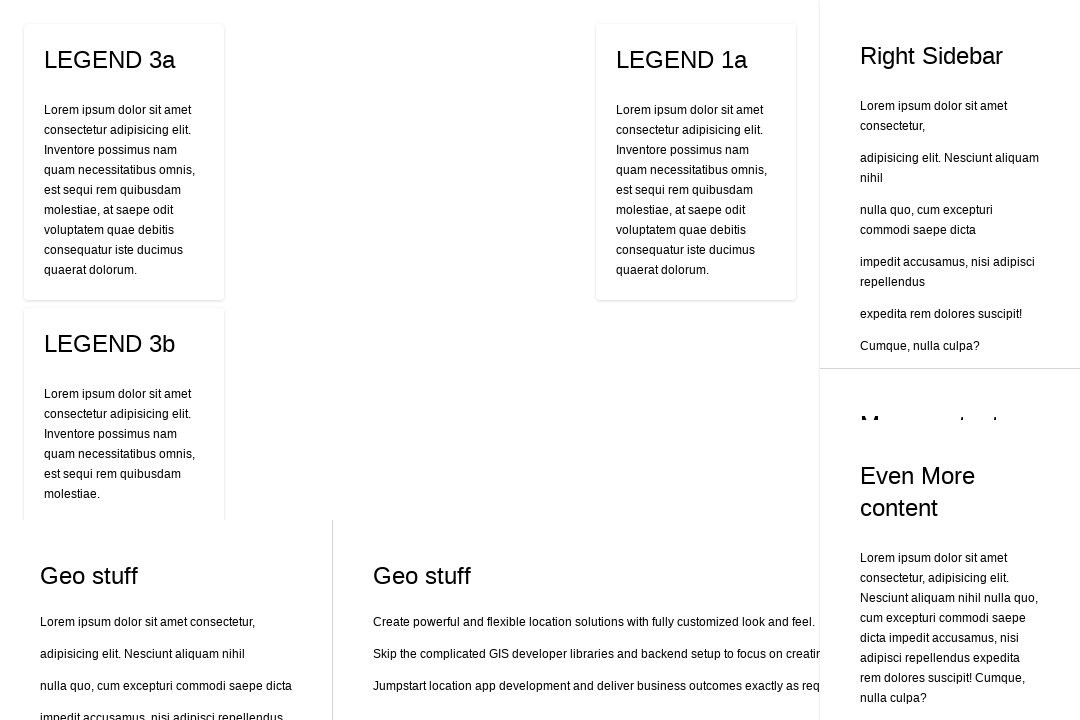 LEGEND 3a
Lorem ipsum dolor sit amet
consectetur adipisicing elit.
Inventore possimus nam
quam necessitatibus omnis,
est sequi rem quibusdam
molestiae, at saepe odit
voluptatem quae debitis
consequatur iste ducimus
quaerat dolorum.
LEGEND 3b
Lorem ipsum dolor sit amet
consectetur adipisicing elit.
Inventore possimus nam
quam necessitatibus omnis,
est sequi rem quibusdam
molestiae.
LEGEND 1a
Lorem ipsum dolor sit amet
consectetur adipisicing elit.
Inventore possimus nam
quam necessitatibus omnis,
est sequi rem quibusdam
molestiae, at saepe odit
voluptatem quae debitis
consequatur iste ducimus
quaerat dolorum.
Geo stuff
Lorem ipsum dolor sit amet consectetur,
adipisicing elit. Nesciunt aliquam nihil
nulla quo, cum excepturi commodi saepe dicta
impedit accusamus, nisi adipisci repellendus
Geo stuff
Create powerful and flexible location solutions with fully customized look and feel.
Skip the complicated GIS developer libraries and backend setup to focus on
Jumpstart location app development and deliver business outcomes exactly as
Right Sidebar
Lorem ipsum dolor sit amet
consectetur,
adipisicing elit. Nesciunt aliquam
nihil
nulla quo, cum excepturi
commodi saepe dicta
impedit accusamus, nisi adipisci
repellendus
expedita rem dolores suscipit!
Cumque, nulla culpa?
Even More
content
Lorem ipsum dolor sit amet
consectetur, adipisicing elit.
Nesciunt aliquam nihil nulla quo,
cum excepturi commodi saepe
dicta impedit accusamus, nisi
adipisci repellendus expedita
rem dolores suscipit! Cumque,
nulla culpa?